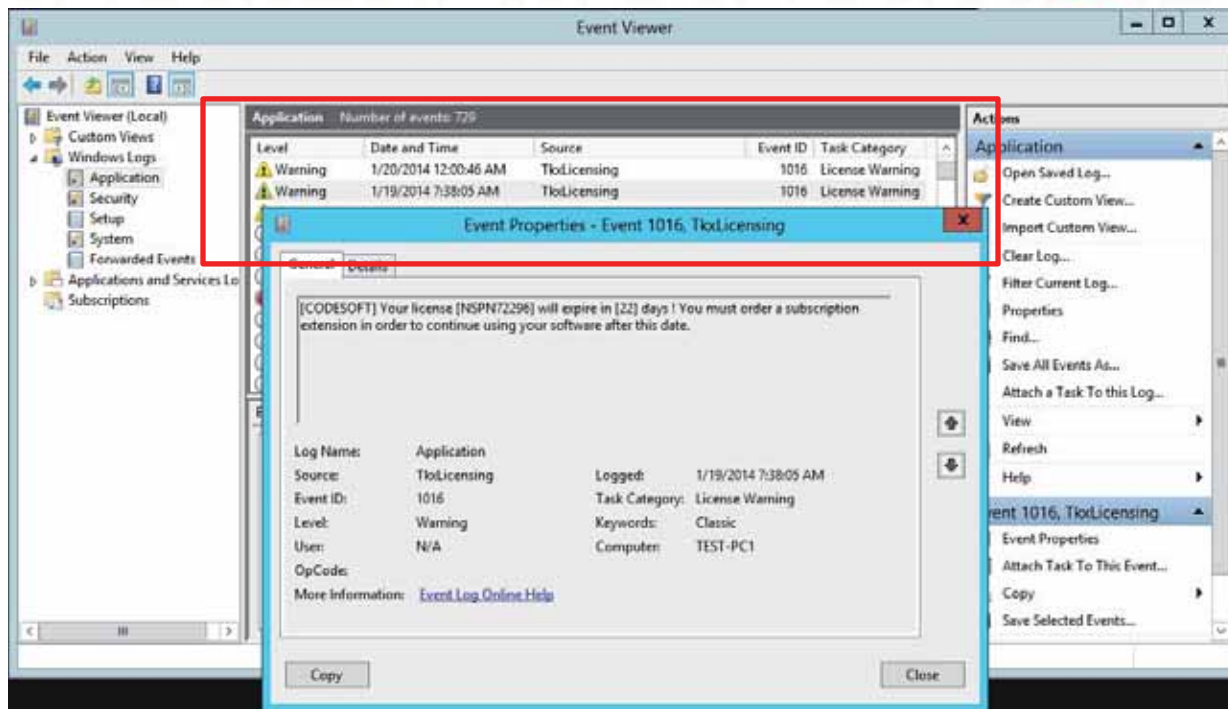 Event Viewer
File Action View Help
Event Viewer (Local)
Custom Views
Windows Logs
Application
Security
Setup
System
Forwarded Events
Applications and Services Lo
Subscriptions
Application Number of events: 729
Level Date and Time Source Event ID Task Category
Warning 1/20/2014 12:00:46 AM TkxLicensing 1016 License Warning
Warning 1/19/2014 7:38:05 AM TkxLicensing 1016 License Warning
Event Properties - Event 1016, TkxLicensing
General Details
[CODESOFT] Your license [NSPN72296] will expire in [22] days ! You must order a subscription
extension in order to continue using your software after this date.
Log Name: Application
Source: TkxLicensing Logged: 1/19/2014 7:38:05 AM
Event ID: 1016 Task Category: License Warning
Level: Warning Keywords: Classic
User: N/A Computer: TEST-PC1
OpCode:
More Information: Event Log Online Help
Copy Close
Actions
Application
Open Saved Log...
Create Custom View...
Import Custom View...
Clear Log...
Filter Current Log...
Properties
Find...
Save All Events As...
Attach a Task To this Log...
View
Refresh
Help
ent 1016, TkxLicensing
Event Properties
Attach Task To This Event...
Copy
Save Selected Events...